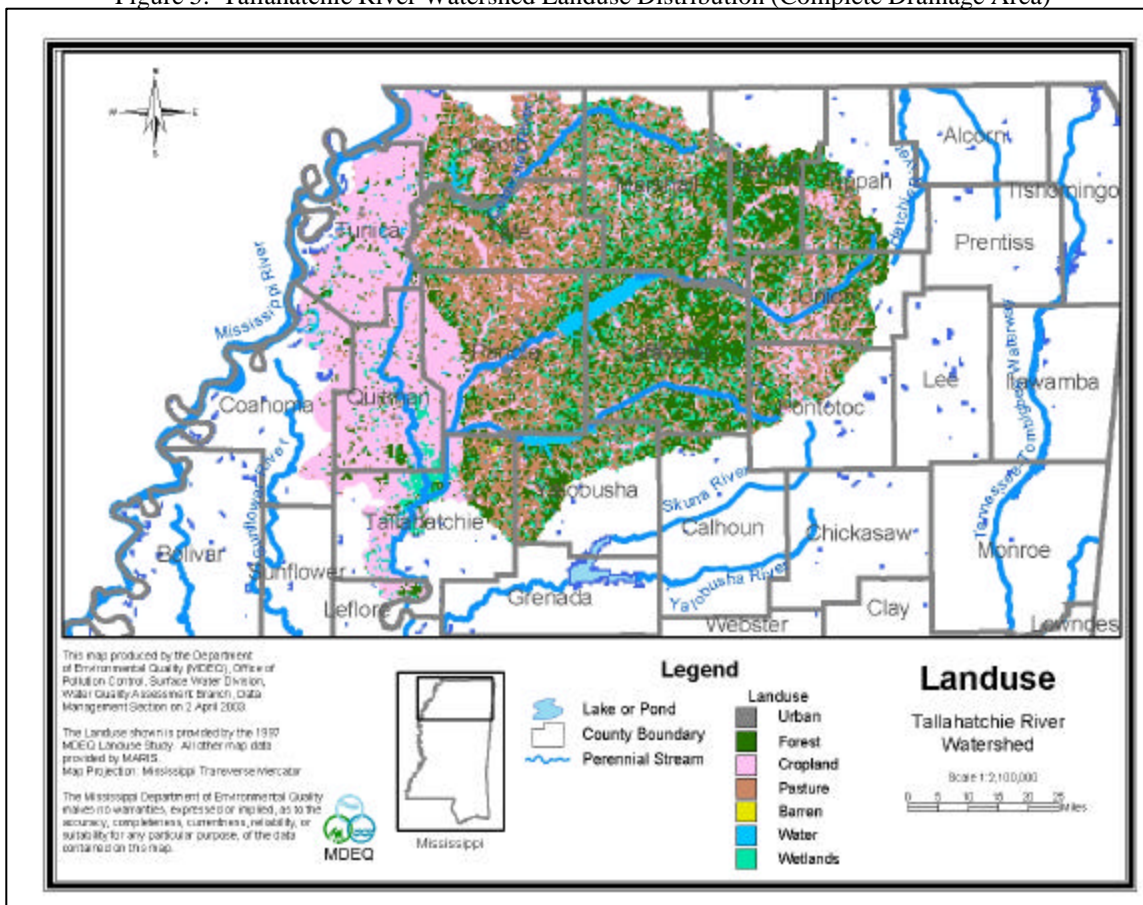 Figure 3. Tallahatchie River Watershed Landuse Distribution (Complete Drainage Area)
N
W
E
S
Alcorn
Tishomingo
Prentiss
Tunica
Mississippi River
Union
Coahoma
Quitman
Lee
Itawamba
Pontotoc
Tennessee-Tombigbee Waterway
Skuna River
Calhoun
Chickasaw
Tallahatchie
Bolivar
Sunflower
Monroe
Leflore
Grenada
Yalobusha River
Clay
Webster
Lowndes
This map produced by the Department
of Environmental Quality (MDEQ), Office of
Pollution Control, Surface Water Division,
Water Quality Assessment Branch, Data
Management Section on 2 April 2003.
The Landuse shown is provided by the 1997
MDEQ Landuse Study. All other map data
provided by MARIS.
Map Projection: Mississippi Transverse Mercator
The Mississippi Department of Environmental Quality
makes no warranties, expressed or implied, as to the
accuracy, completeness, currentness, reliability, or
suitability for any particular purpose, of the data
contained on this map.
MDEQ
Mississippi
Legend
Lake or Pond
County Boundary
Perennial Stream
Landuse
Urban
Forest
Cropland
Pasture
Barren
Water
Wetlands
Landuse
Tallahatchie River
Watershed
Scale 1:2,100,000
0 5 10 15 20 25 Miles